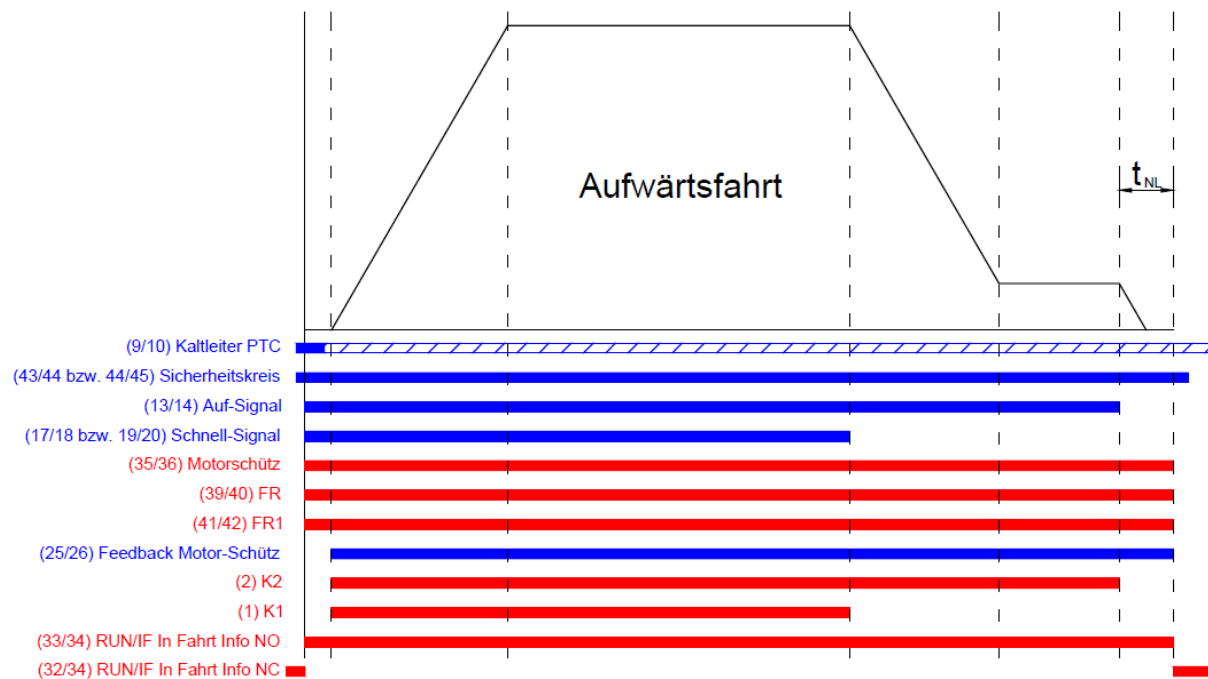 Aufwärtsfahrt
tNL
(9/10) Kaltleiter PTC
(43/44 bzw. 44/45) Sicherheitskreis
(13/14) Auf-Signal
(17/18 bzw. 19/20) Schnell-Signal
(35/36) Motorschütz
(39/40) FR
(41/42) FR1
(25/26) Feedback Motor-Schütz
(2) K2
(1) K1
(33/34) RUN/IF In Fahrt Info NO
(32/34) RUN/IF In Fahrt Info NC